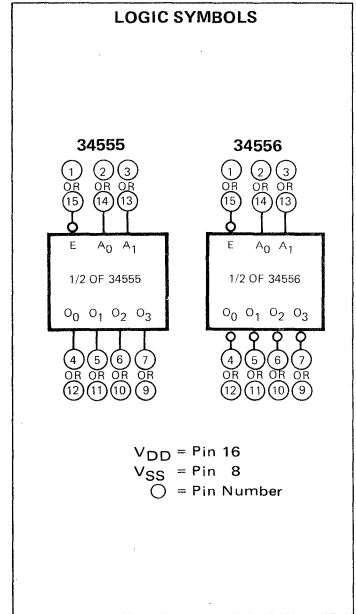 LOGIC SYMBOLS
34555 34556
1 2 3 1 2 3
OR OR OR OR OR OR
15 14 13 15 14 13
E A0 A1 E A0 A1
1/2 OF 34555 1/2 OF 34556
O0 O1 O2 O3 O0 O1 O2 O3
4 5 6 7 4 5 6 7
OR OR OR OR OR OR OR OR
12 11 10 9 12 11 10 9
VDD = Pin 16
VSS = Pin 8
= Pin Number